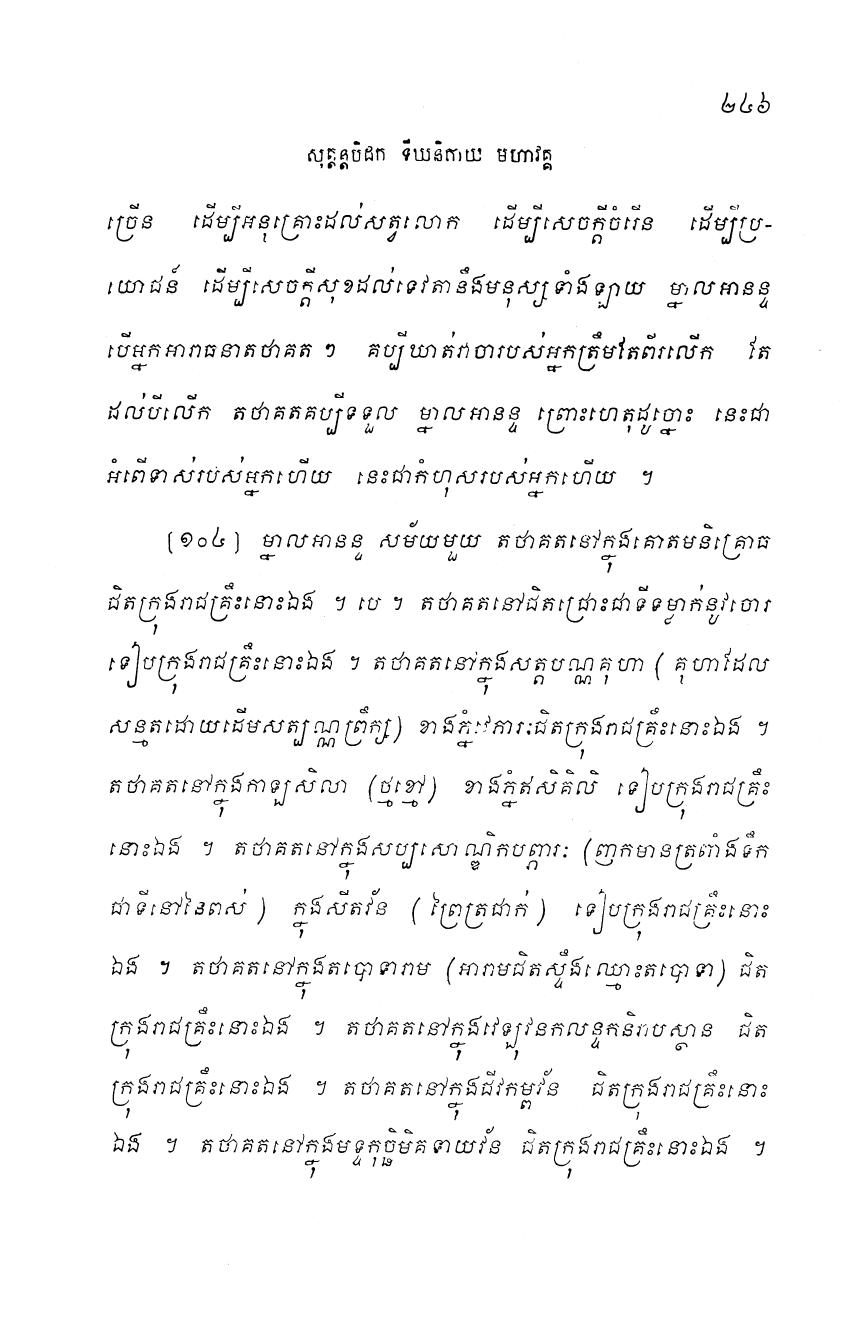 ២៤៦
សុត្តន្តបិដក ទីឃនិកាយ មហាវគ្គ
ច្រើន ដើម្បីអនុគ្រោះដល់សត្វលោក ដើម្បីសេចក្តីចំរើន ដើម្បីប្រ-
យោជន៍ ដើម្បីសេចក្តីសុខដល់ទេវតានឹងមនុស្សទាំងឡាយ ម្នាលអានន្ទ
បើអ្នកអារាធនាតថាគត ៗ គប្បីឃាត់វាចារបស់អ្នកត្រឹមតែពីរលើក តែ
ដល់បីលើក តថាគតគប្បីទទួល ម្នាលអានន្ទ ព្រោះហេតុដូច្នោះ នេះជា
អំពើទាស់របស់អ្នកហើយ នេះជាកំហុសរបស់អ្នកហើយ ។
[១០៤] ម្នាលអានន្ទ សម័យមួយ តថាគតនៅក្នុងគោតមនិគ្រោធ
ជិតក្រុងរាជគ្រឹះនោះឯង ។ បេ ។ តថាគតនៅជិតជ្រោះជាទីទម្លាក់នូវចោរ
ទៀបក្រុងរាជគ្រឹះនោះឯង ។ តថាគតនៅក្នុងសត្តបណ្ណគុហា (គុហាដែល
សន្មតដោយដើមសត្តបណ្ណព្រឹក្ស) ខាងភ្នំវេភារៈជិតក្រុងរាជគ្រឹះនោះឯង ។
តថាគតនៅក្នុងកាឡសិលា (ថ្មខ្មៅ) ខាងភ្នំឥសិគិលិ ទៀបក្រុងរាជគ្រឹះ
នោះឯង ។ តថាគតនៅក្នុងសប្បសោណ្ឌិកបព្ភារៈ (ញកមានត្រពាំងទឹក
ជាទីនៅនៃពស់) ក្នុងសីតវ័ន (ព្រៃត្រជាក់) ទៀបក្រុងរាជគ្រឹះនោះ
ឯង ។ តថាគតនៅក្នុងតបោទារាម (អារាមជិតស្ទឹងឈ្មោះតបោទា) ជិត
ក្រុងរាជគ្រឹះនោះឯង ។ តថាគតនៅក្នុងវេឡុវនកលន្ទកនិវាបស្ថាន ជិត
ក្រុងរាជគ្រឹះនោះឯង ។ តថាគតនៅក្នុងជីវកម្ពវ័ន ជិតក្រុងរាជគ្រឹះនោះ
ឯង ។ តថាគតនៅក្នុងមទ្ទកុច្ឆិមិគទាយវ័ន ជិតក្រុងរាជគ្រឹះនោះឯង ។